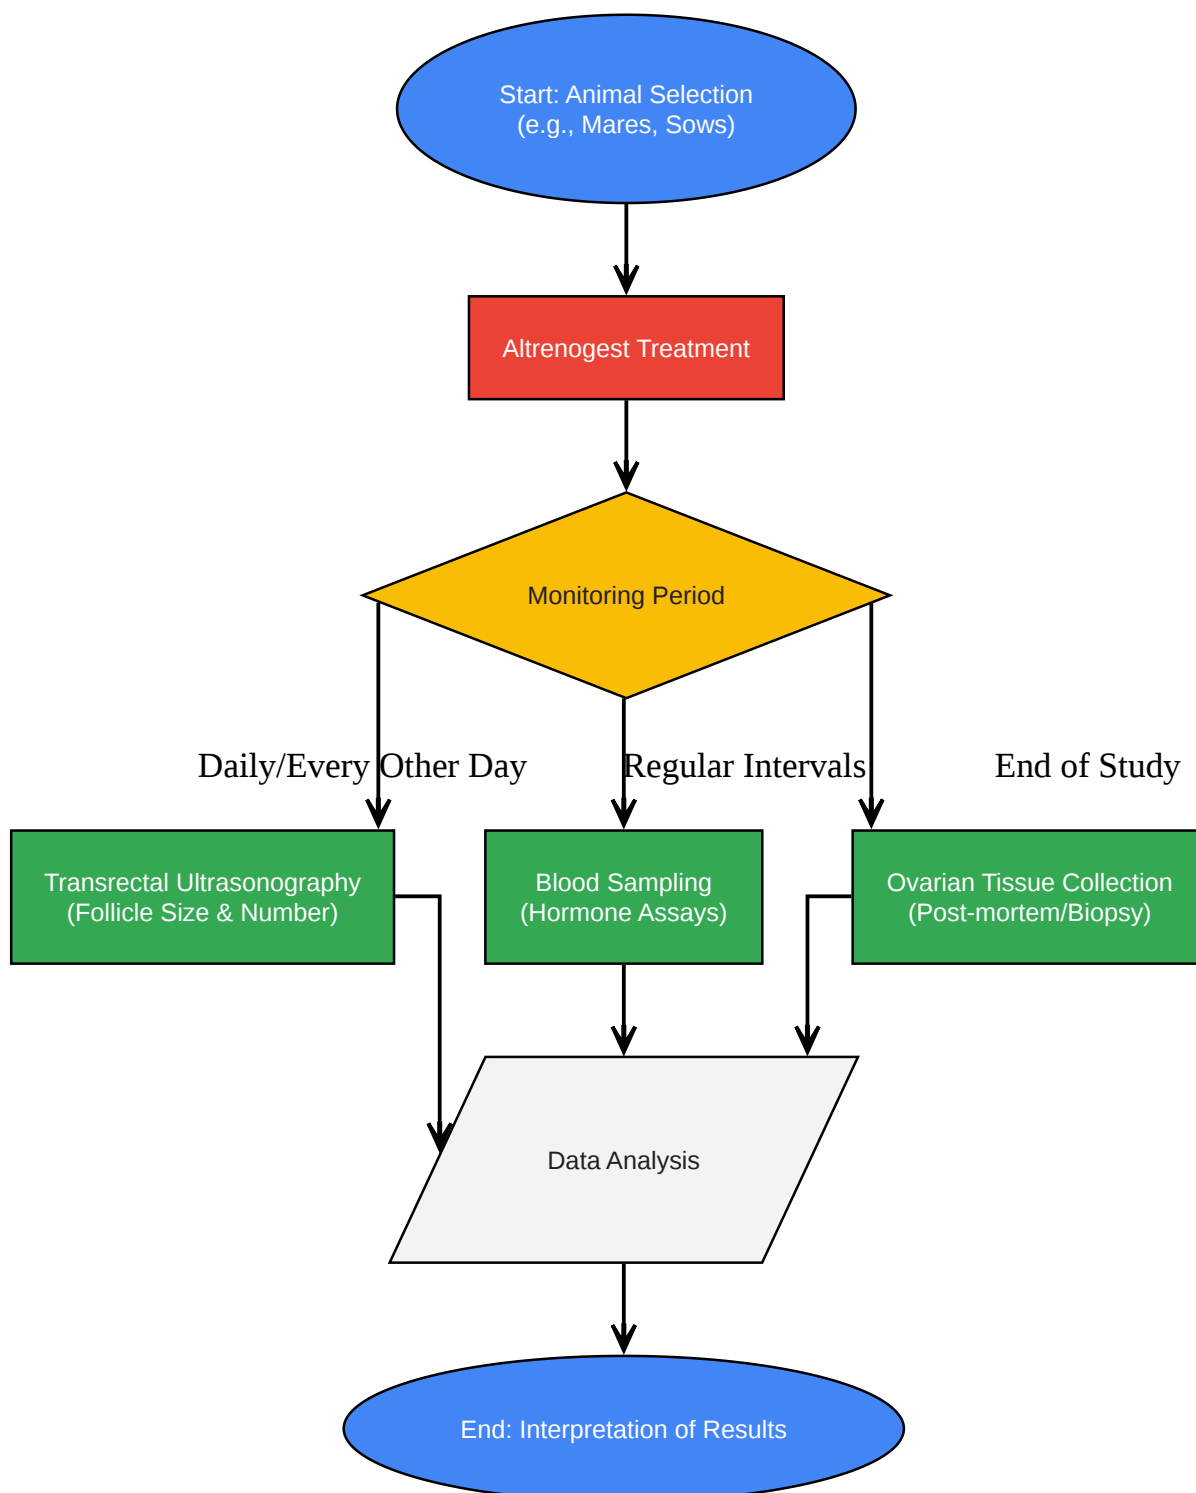 Start: Animal Selection
(e.g., Mares, Sows)
Altrenogest Treatment
Monitoring Period
Daily/Every Other Day
Regular Intervals
End of Study
Transrectal Ultrasonography
(Follicle Size & Number)
Blood Sampling
(Hormone Assays)
Ovarian Tissue Collection
(Post-mortem/Biopsy)
Data Analysis
End: Interpretation of Results